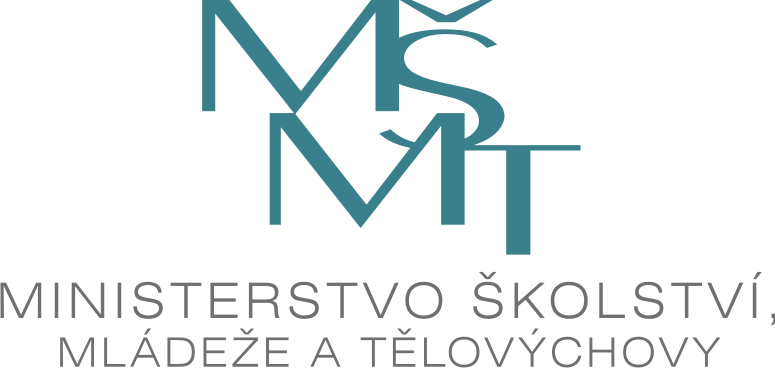 MŠ
MT
MINISTERSTVO ŠKOLSTVÍ,
MLÁDEŽE A TĚLOVÝCHOVY